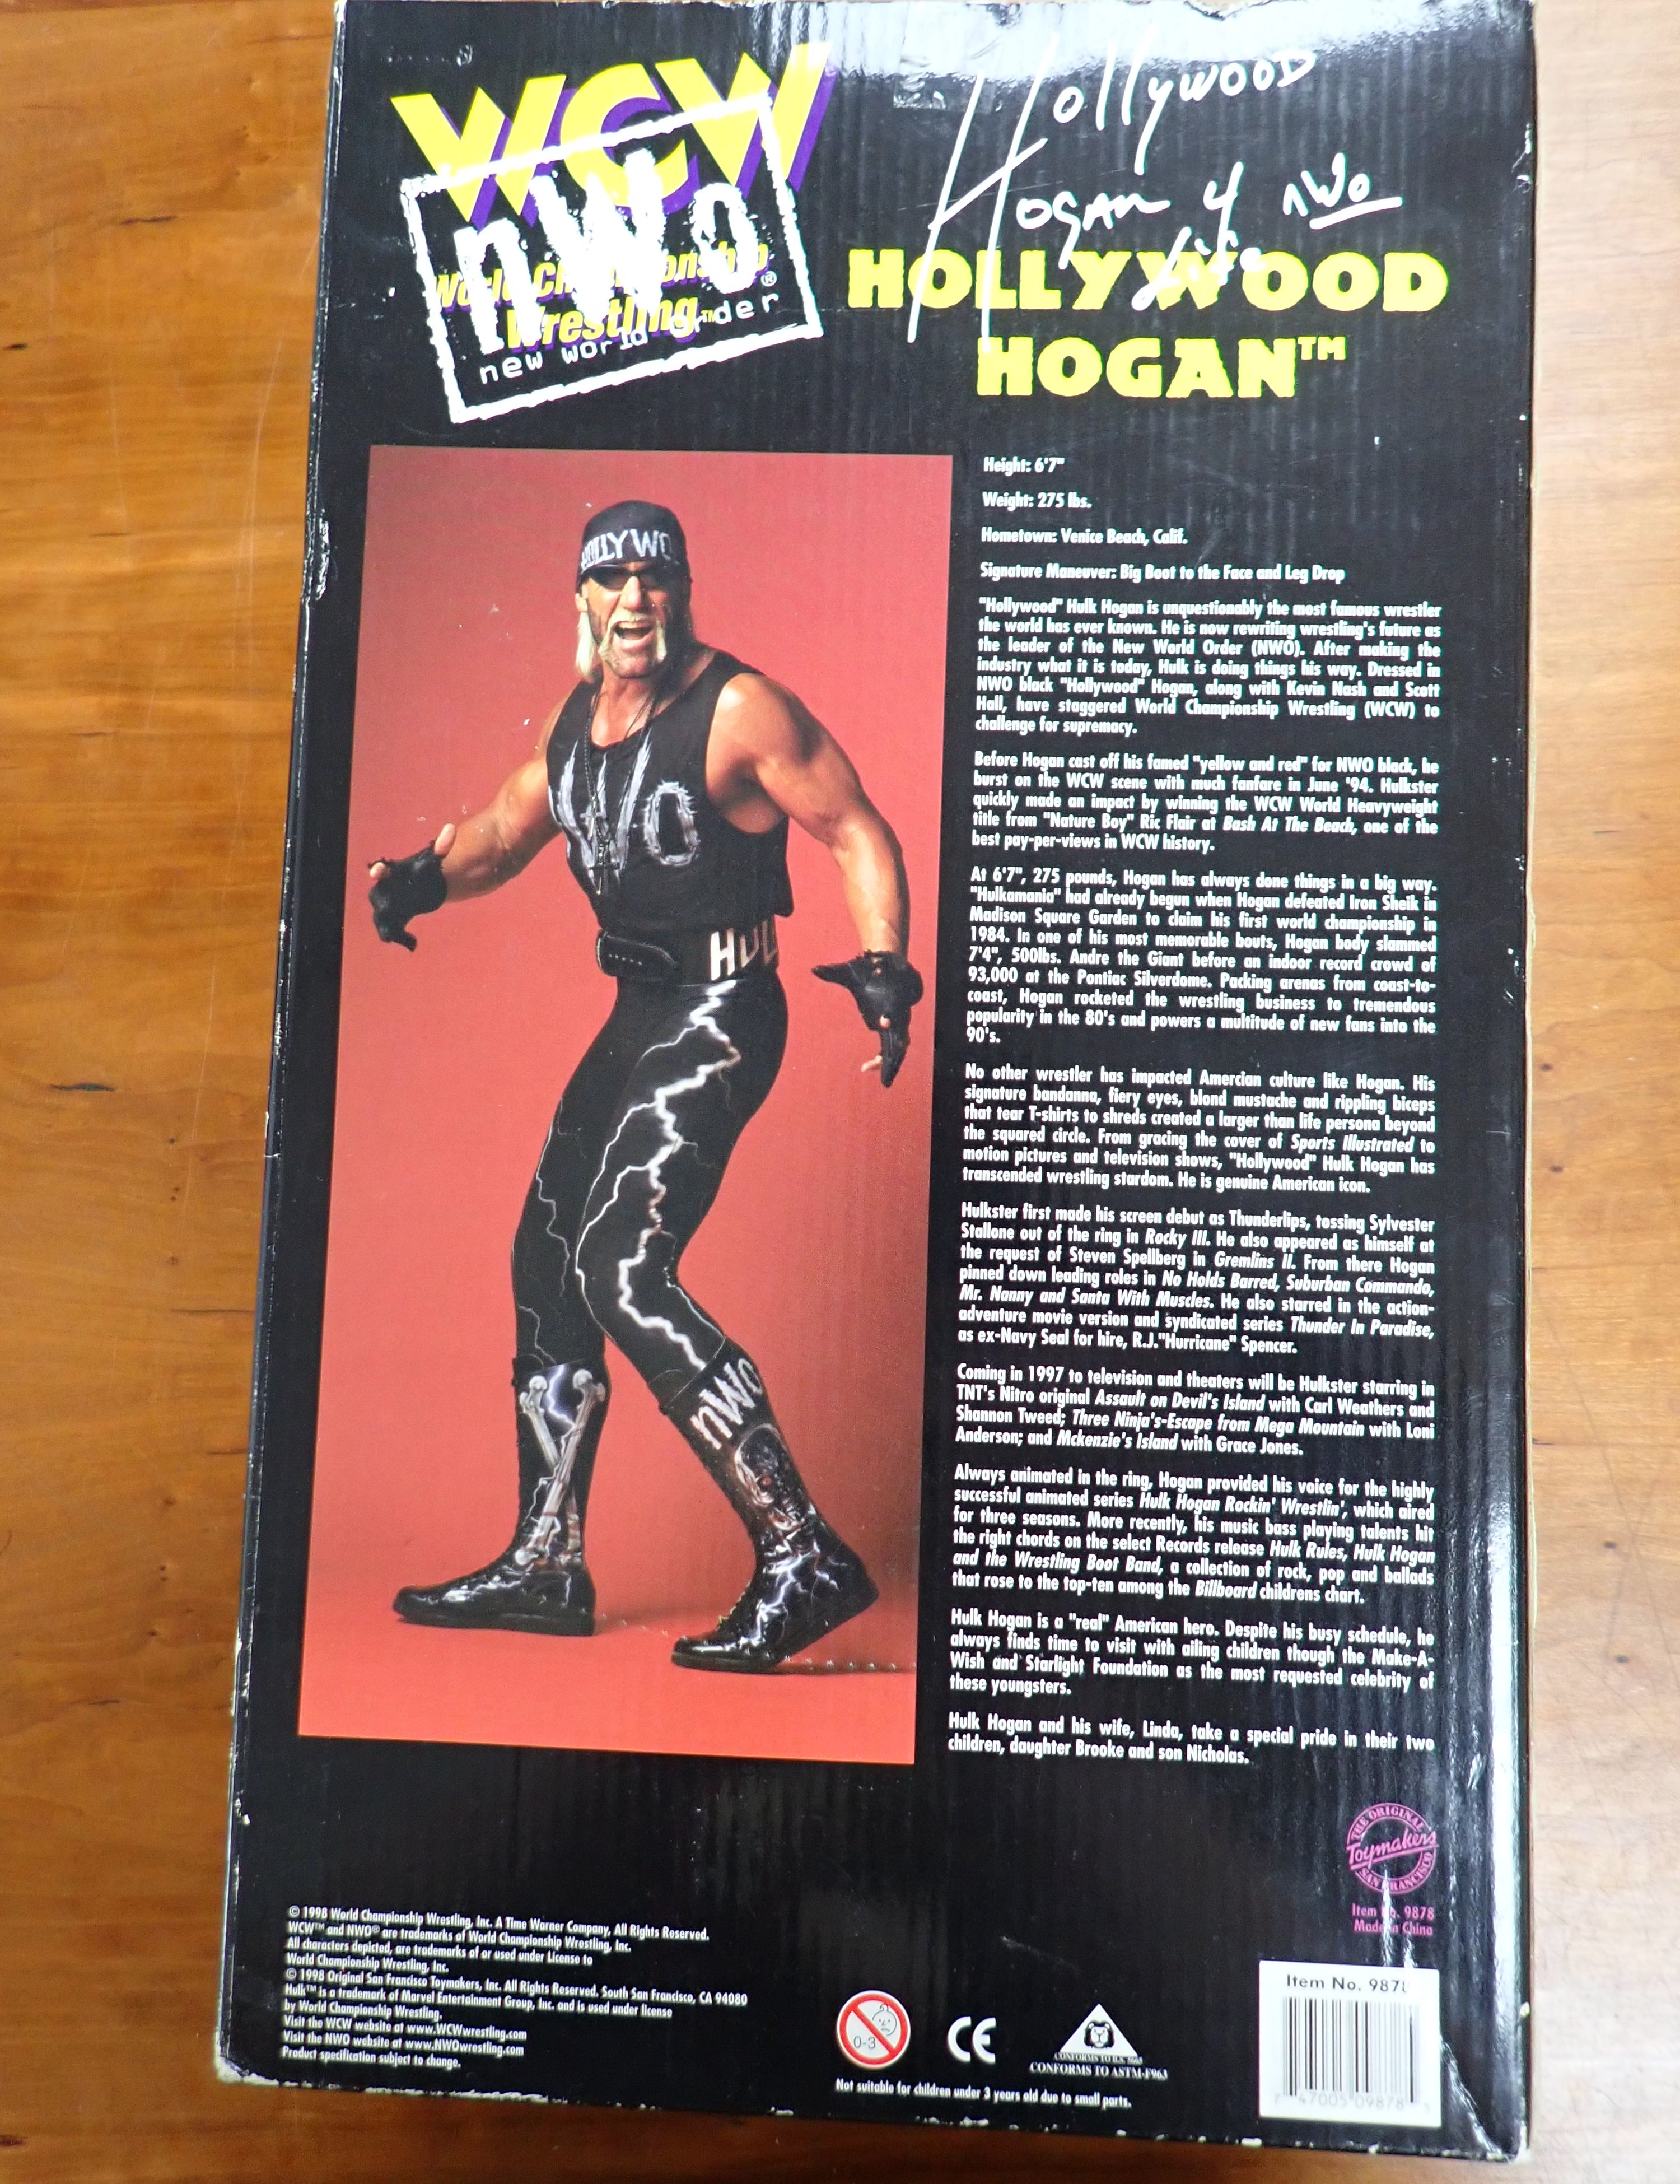 WCW
nWo
World Championship
Wrestling™
new world order®
Hollywood
Hogan 4 nWo
Life
HOLLYWOOD
HOGAN™
HOLLYWO
nWo
HUL
nWo
Height: 6'7"
Weight: 275 lbs.
Hometown: Venice Beach, Calif.
Signature Maneuver: Big Boot to the Face and Leg Drop
"Hollywood" Hulk Hogan is unquestionably the most famous wrestler
the world has ever known. He is now rewriting wrestling's future as
the leader of the New World Order (NWO). After making the
industry what it is today, Hulk is doing things his way. Dressed in
NWO black "Hollywood" Hogan, along with Kevin Nash and Scott
Hall, have staggered World Championship Wrestling (WCW) to
challenge for supremacy.
Before Hogan cast off his famed "yellow and red" for NWO black, he
burst on the WCW scene with much fanfare in June '94. Hulkster
quickly made an impact by winning the WCW World Heavyweight
title from "Nature Boy" Ric Flair at Bash At The Beach, one of the
best pay-per-views in WCW history.
At 6'7", 275 pounds, Hogan has always done things in a big way.
"Hulkamania" had already begun when Hogan defeated Iron Sheik in
Madison Square Garden to claim his first world championship in
1984. In one of his most memorable bouts, Hogan body slammed
7'4", 500lbs. Andre the Giant before an indoor record crowd of
93,000 at the Pontiac Silverdome. Packing arenas from coast-to-
coast, Hogan rocketed the wrestling business to tremendous
popularity in the 80's and powers a multitude of new fans into the
90's.
No other wrestler has impacted Amercian culture like Hogan. His
signature bandanna, fiery eyes, blond mustache and rippling biceps
that tear T-shirts to shreds created a larger than life persona beyond
the squared circle. From gracing the cover of Sports Illustrated to
motion pictures and television shows, "Hollywood" Hulk Hogan has
transcended wrestling stardom. He is genuine American icon.
Hulkster first made his screen debut as Thunderlips, tossing Sylvester
Stallone out of the ring in Rocky III. He also appeared as himself at
the request of Steven Spellberg in Gremlins II. From there Hogan
pinned down leading roles in No Holds Barred, Suburban Commando,
Mr. Nanny and Santa With Muscles. He also starred in the action-
adventure movie version and syndicated series Thunder In Paradise,
as ex-Navy Seal for hire, R.J."Hurricane" Spencer.
Coming in 1997 to television and theaters will be Hulkster starring in
TNT's Nitro original Assault on Devil's Island with Carl Weathers and
Shannon Tweed; Three Ninja's-Escape from Mega Mountain with Loni
Anderson; and Mckenzie's Island with Grace Jones.
Always animated in the ring, Hogan provided his voice for the highly
successful animated series Hulk Hogan Rockin' Wrestlin', which aired
for three seasons. More recently, his music bass playing talents hit
the right chords on the select Records release Hulk Rules, Hulk Hogan
and the Wrestling Boot Band, a collection of rock, pop and ballads
that rose to the top-ten among the Billboard childrens chart.
Hulk Hogan is a "real" American hero. Despite his busy schedule, he
always finds time to visit with ailing children though the Make-A-
Wish and Starlight Foundation as the most requested celebrity of
these youngsters.
Hulk Hogan and his wife, Linda, take a special pride in their two
children, daughter Brooke and son Nicholas.
THE ORIGINAL
Toymakers
SAN FRANCISCO
Item No. 9878
Made in China
© 1998 World Championship Wrestling, Inc. A Time Warner Company, All Rights Reserved.
WCW™ and NWO® are trademarks of World Championship Wrestling, Inc.
All characters depicted, are trademarks of or used under License to
World Championship Wrestling, Inc.
© 1998 Original San Francisco Toymakers, Inc. All Rights Reserved, South San Francisco, CA 94080
Hulk™ is a trademark of Marvel Entertainment Group, Inc. and is used under license
by World Championship Wrestling.
Visit the WCW website at www.WCWwrestling.com
Visit the NWO website at www.NWOwrestling.com
Product specification subject to change.
0-3
CE
CONFORMS TO ASTM-F963
Not suitable for children under 3 years old due to small parts.
Item No. 9878
47005 09878